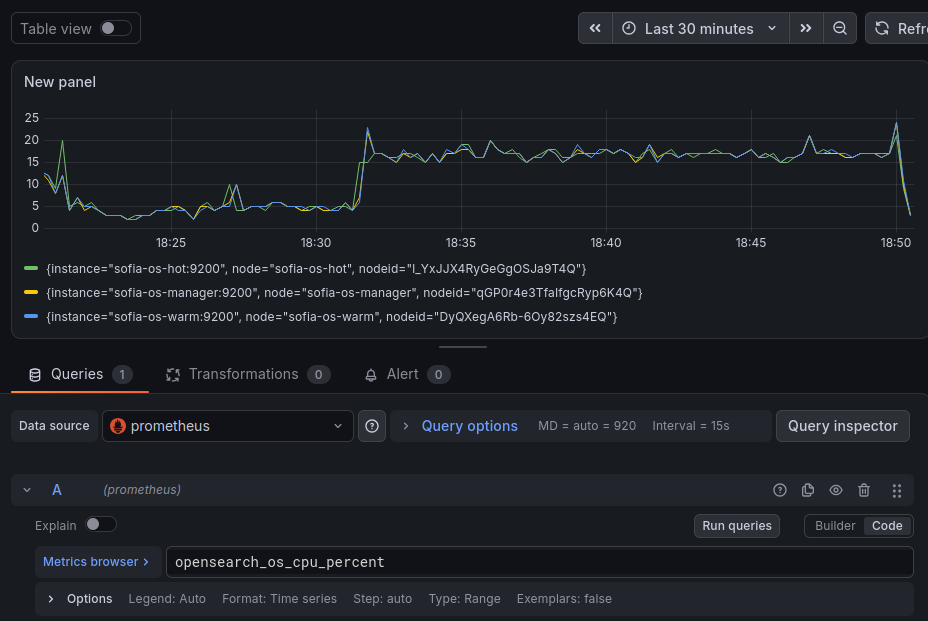 Table view
Last 30 minutes
Refr
New panel
25
20
15
10
5
0
18:25 18:30 18:35 18:40 18:45 18:50
{instance="sofia-os-hot:9200", node="sofia-os-hot", nodeid="l_YxJJX4RyGeGgOSJa9T4Q"}
{instance="sofia-os-manager:9200", node="sofia-os-manager", nodeid="qGP0r4e3TfaIfgcRyp6K4Q"}
{instance="sofia-os-warm:9200", node="sofia-os-warm", nodeid="DyQXegA6Rb-6Oy82szs4EQ"}
Queries 1 Transformations 0 Alert 0
Data source prometheus Query options MD = auto = 920 Interval = 15s Query inspector
A (prometheus)
Explain Run queries Builder Code
Metrics browser opensearch_os_cpu_percent
Options Legend: Auto Format: Time series Step: auto Type: Range Exemplars: false